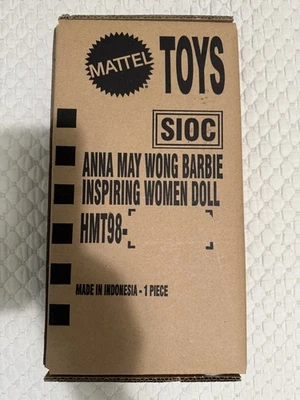 MATTEL TOYS
SIOC
ANNA MAY WONG BARBIE
INSPIRING WOMEN DOLL
HMT98-
MADE IN INDONESIA - 1 PIECE